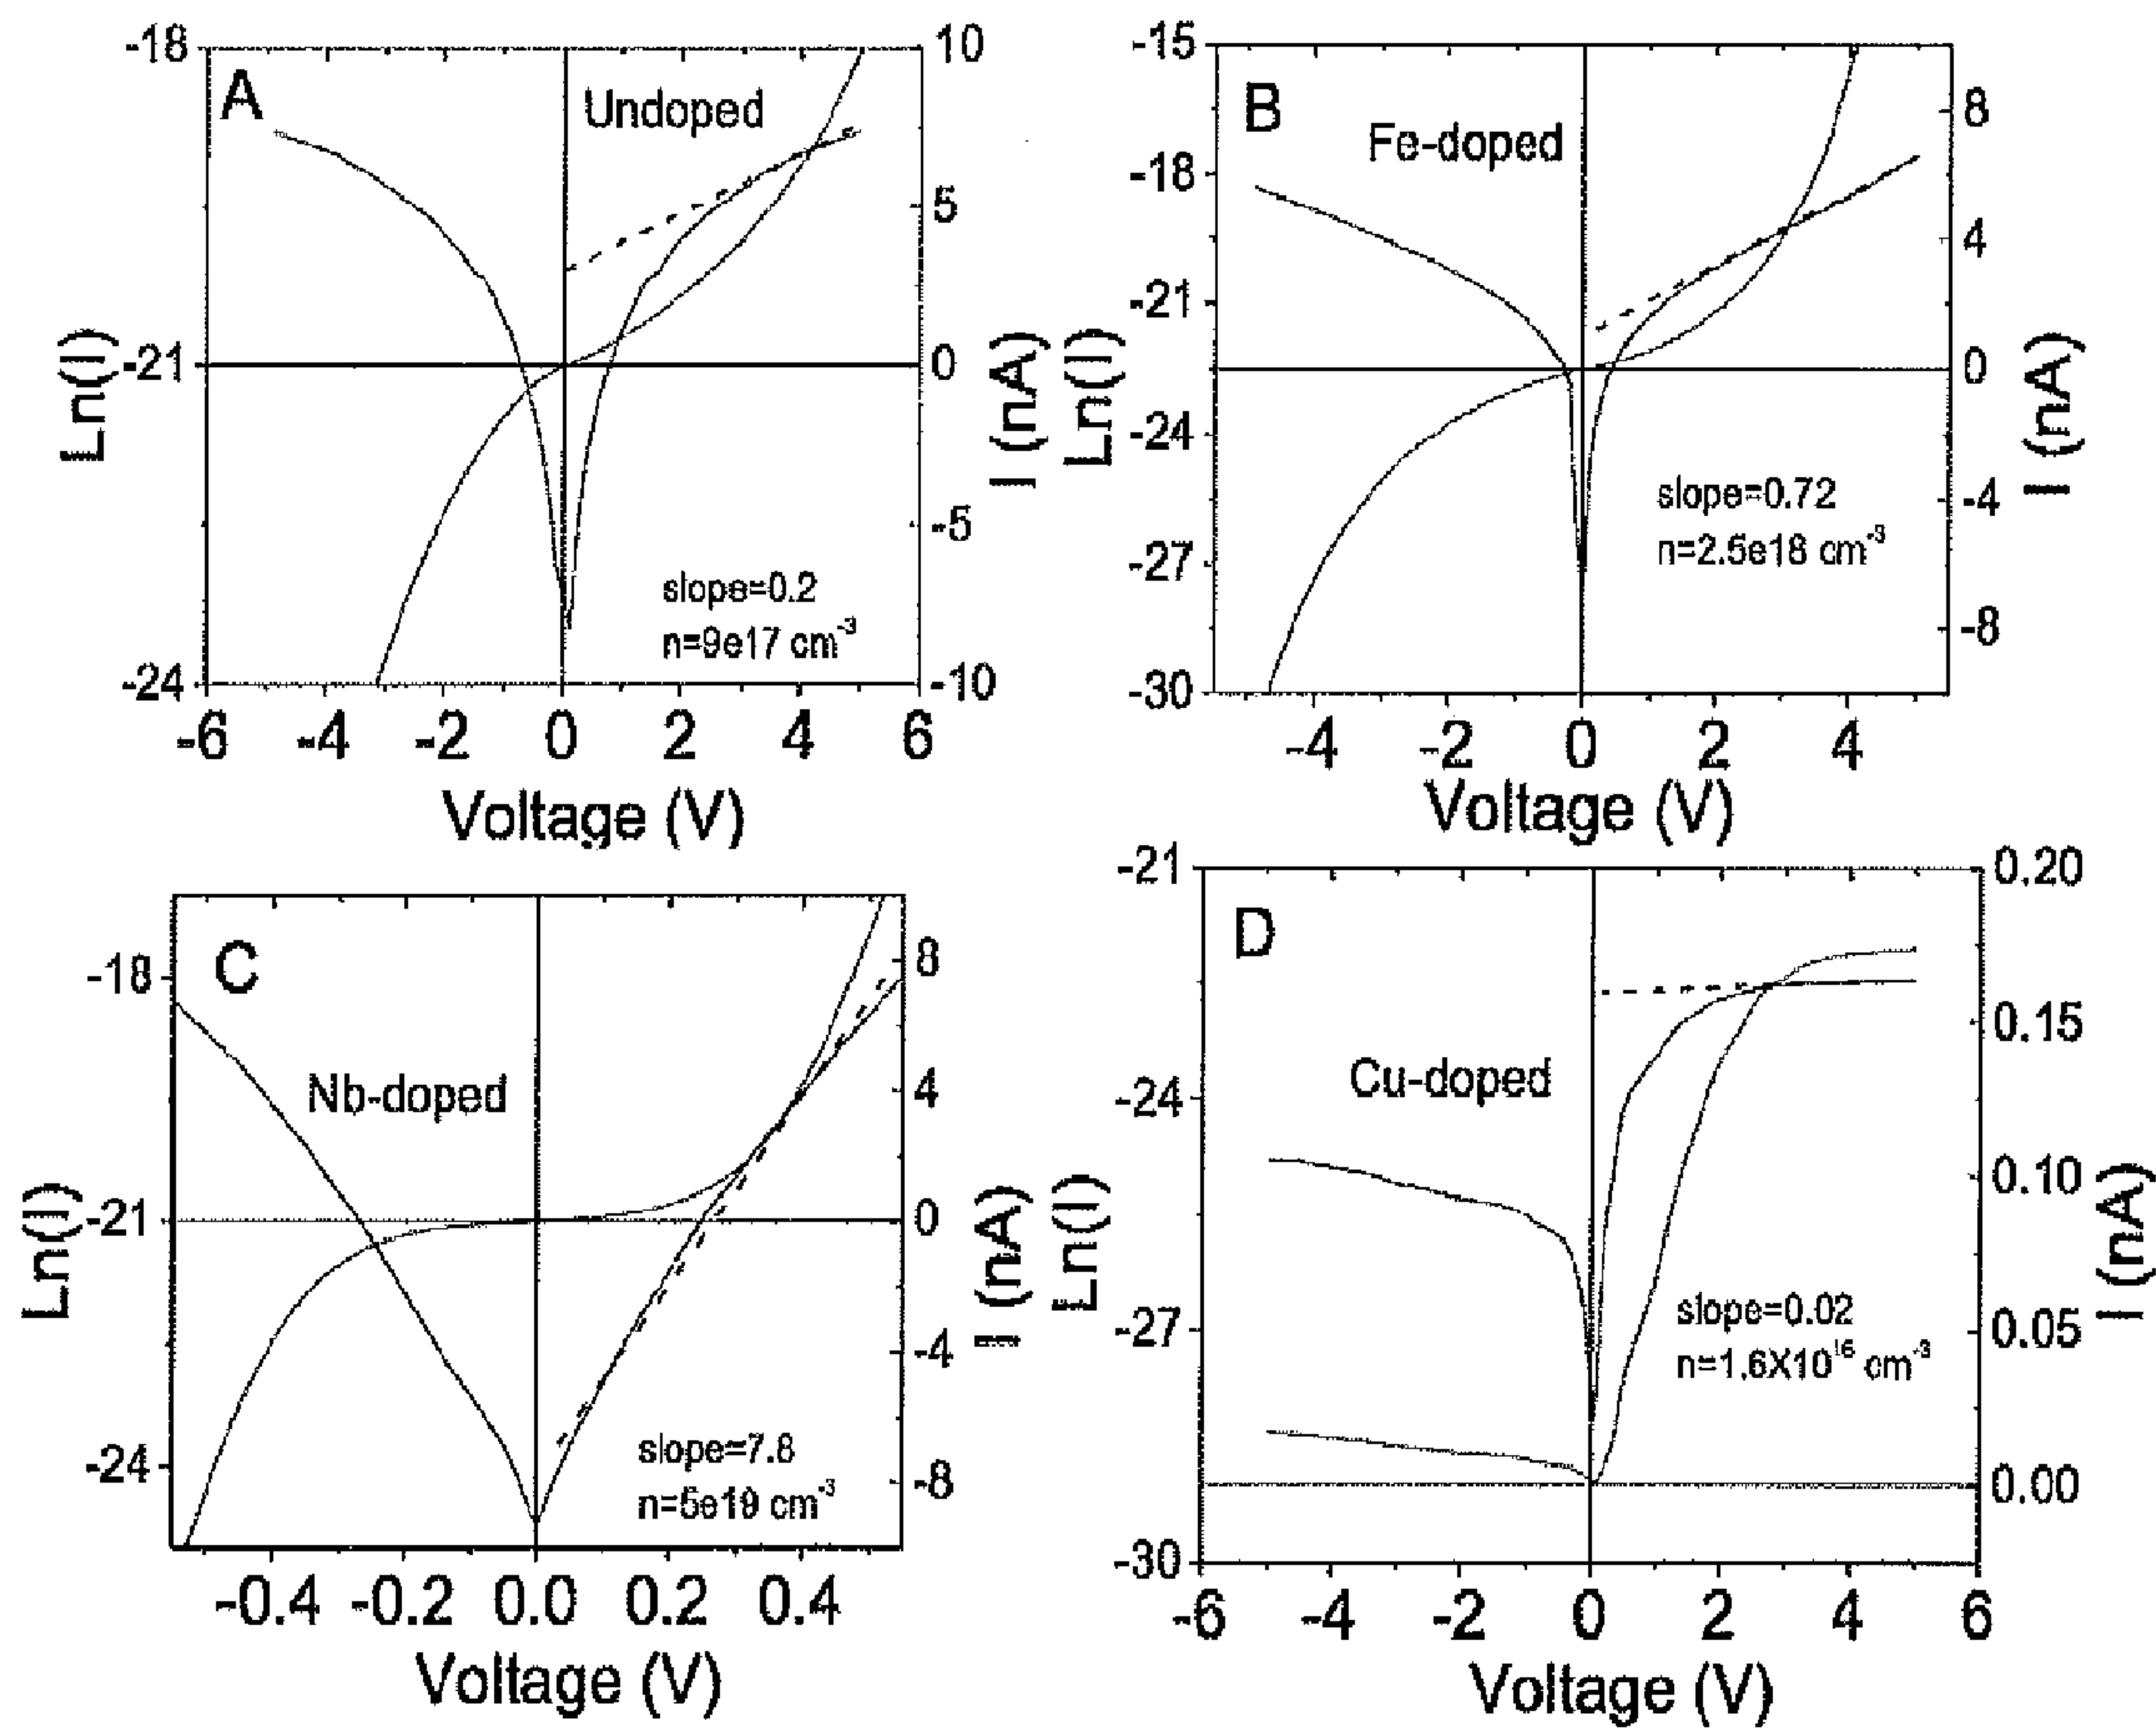 A
Undoped
Ln(I)
-18
-21
-24
10
5
0
-5
-10
I (nA)
slope=0.2
n=9e17 cm⁻³
-6 -4 -2 0 2 4 6
Voltage (V)
B
Fe-doped
Ln(I)
-15
-18
-21
-24
-27
-30
8
4
0
-4
-8
I (nA)
slope=0.72
n=2.5e18 cm⁻³
-4 -2 0 2 4
Voltage (V)
C
Nb-doped
Ln(I)
-18
-21
-24
8
4
0
-4
-8
I (nA)
slope=7.8
n=5e19 cm⁻³
-0.4 -0.2 0.0 0.2 0.4
Voltage (V)
D
Cu-doped
Ln(I)
-21
-24
-27
-30
0.20
0.15
0.10
0.05
0.00
I (nA)
slope=0.02
n=1.6X10¹⁶ cm⁻³
-6 -4 -2 0 2 4 6
Voltage (V)